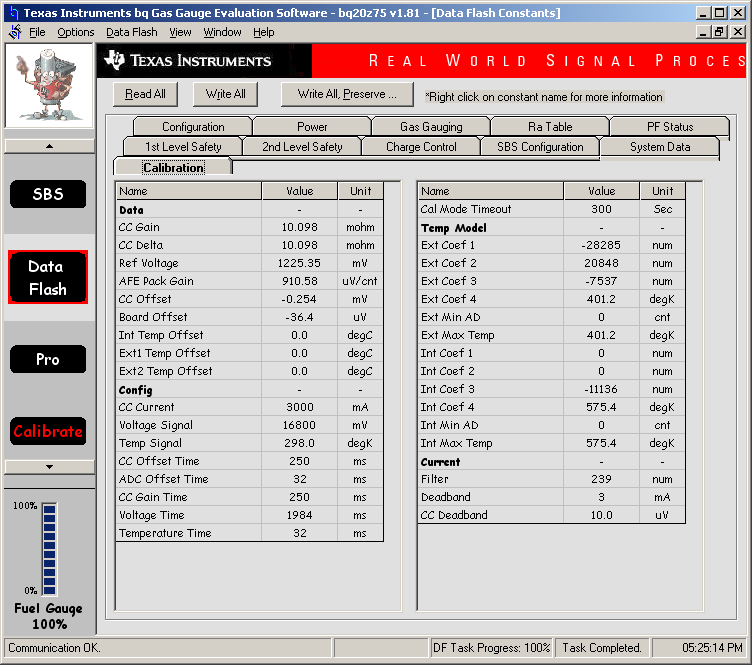 Texas Instruments bq Gas Gauge Evaluation Software - bq20z75 v1.81 - [Data Flash Constants]
File Options Data Flash View Window Help
TEXAS INSTRUMENTS REAL WORLD SIGNAL PROCES
Read All Write All Write All, Preserve ... *Right click on constant name for more information
Configuration Power Gas Gauging Ra Table PF Status
1st Level Safety 2nd Level Safety Charge Control SBS Configuration System Data
Calibration
SBS
Data
Flash
Pro
Calibrate
100%
0%
Fuel Gauge
100%
Name Value Unit
Data - -
CC Gain 10.098 mohm
CC Delta 10.098 mohm
Ref Voltage 1225.35 mV
AFE Pack Gain 910.58 uV/cnt
CC Offset -0.254 mV
Board Offset -36.4 uV
Int Temp Offset 0.0 degC
Ext1 Temp Offset 0.0 degC
Ext2 Temp Offset 0.0 degC
Config - -
CC Current 3000 mA
Voltage Signal 16800 mV
Temp Signal 298.0 degK
CC Offset Time 250 ms
ADC Offset Time 32 ms
CC Gain Time 250 ms
Voltage Time 1984 ms
Temperature Time 32 ms
Name Value Unit
Cal Mode Timeout 300 Sec
Temp Model - -
Ext Coef 1 -28285 num
Ext Coef 2 20848 num
Ext Coef 3 -7537 num
Ext Coef 4 401.2 degK
Ext Min AD 0 cnt
Ext Max Temp 401.2 degK
Int Coef 1 0 num
Int Coef 2 0 num
Int Coef 3 -11136 num
Int Coef 4 575.4 degK
Int Min AD 0 cnt
Int Max Temp 575.4 degK
Current - -
Filter 239 num
Deadband 3 mA
CC Deadband 10.0 uV
Communication OK. DF Task Progress: 100% Task Completed. 05:25:14 PM